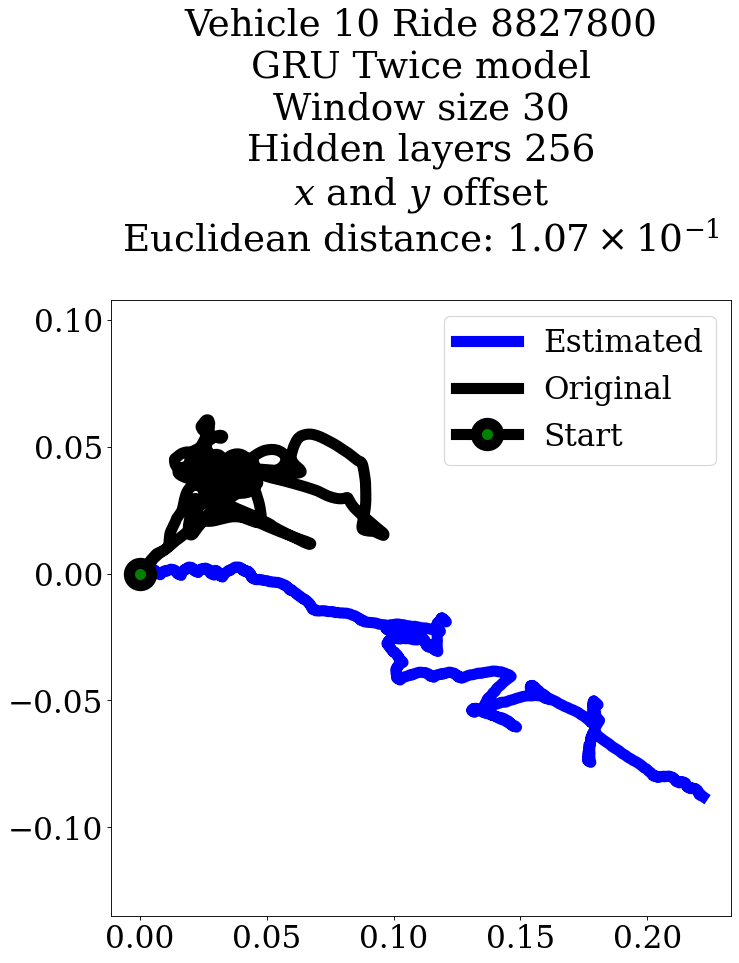 Vehicle 10 Ride 8827800
GRU Twice model
Window size 30
Hidden layers 256
x and y offset
Euclidean distance: 1.07 × 10⁻¹
Estimated
Original
Start
0.10
0.05
0.00
−0.05
−0.10
0.00 0.05 0.10 0.15 0.20